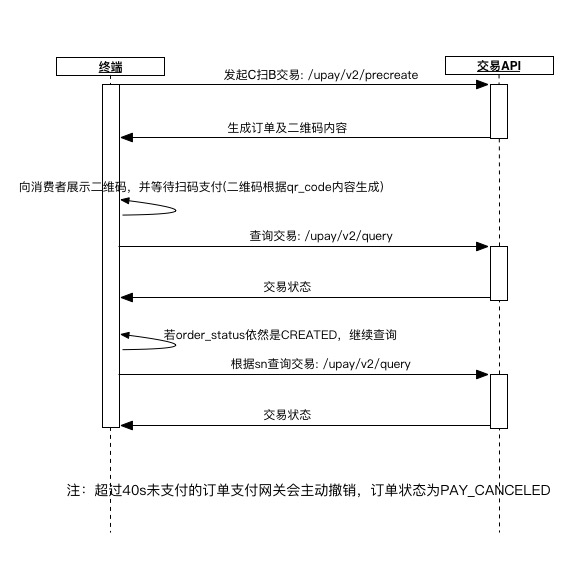 终端
交易API
发起C扫B交易: /upay/v2/precreate
生成订单及二维码内容
向消费者展示二维码，并等待扫码支付(二维码根据qr_code内容生成)
查询交易: /upay/v2/query
交易状态
若order_status依然是CREATED，继续查询
根据sn查询交易: /upay/v2/query
交易状态
注：超过40s未支付的订单支付网关会主动撤销，订单状态为PAY_CANCELED